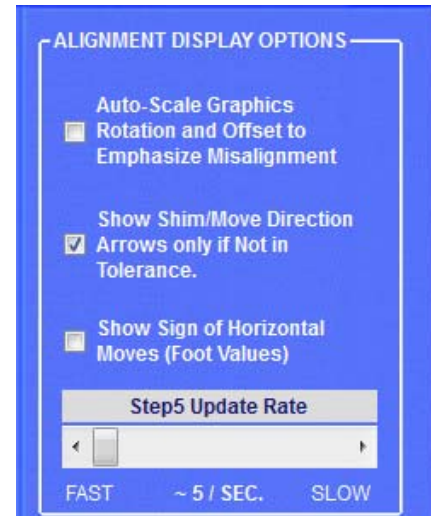 ALIGNMENT DISPLAY OPTIONS
Auto-Scale Graphics
Rotation and Offset to
Emphasize Misalignment
Show Shim/Move Direction
Arrows only if Not in
Tolerance.
Show Sign of Horizontal
Moves (Foot Values)
Step5 Update Rate
FAST ~ 5 / SEC. SLOW